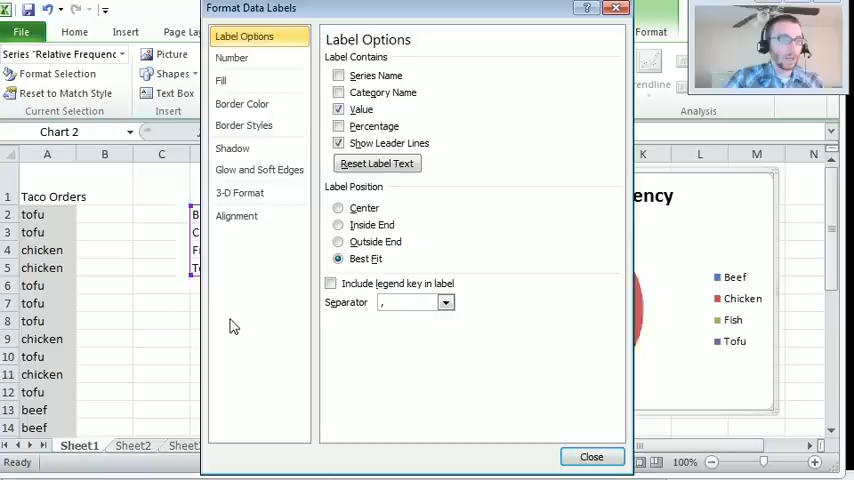 Format Data Labels
File
Home
Insert
Page La
Format
Series "Relative Frequenc
Format Selection
Reset to Match Style
Current Selection
Picture
Shapes
Text Box
Insert
Chart 2
Label Options
Number
Fill
Border Color
Border Styles
Shadow
Glow and Soft Edges
3-D Format
Alignment
Label Options
Label Contains
Series Name
Category Name
Value
Percentage
Show Leader Lines
Reset Label Text
Label Position
Center
Inside End
Outside End
Best Fit
Include legend key in label
Separator ,
Close
rendline
Analysis
A B C K L M N
1 Taco Orders
2 tofu
3 tofu
4 chicken
5 chicken
6 tofu
7 tofu
8 tofu
9 chicken
10 tofu
11 chicken
12 tofu
13 beef
14 beef
B
C
Fi
To
ency
Beef
Chicken
Fish
Tofu
Sheet1 Sheet2 Sheet
Ready
100%